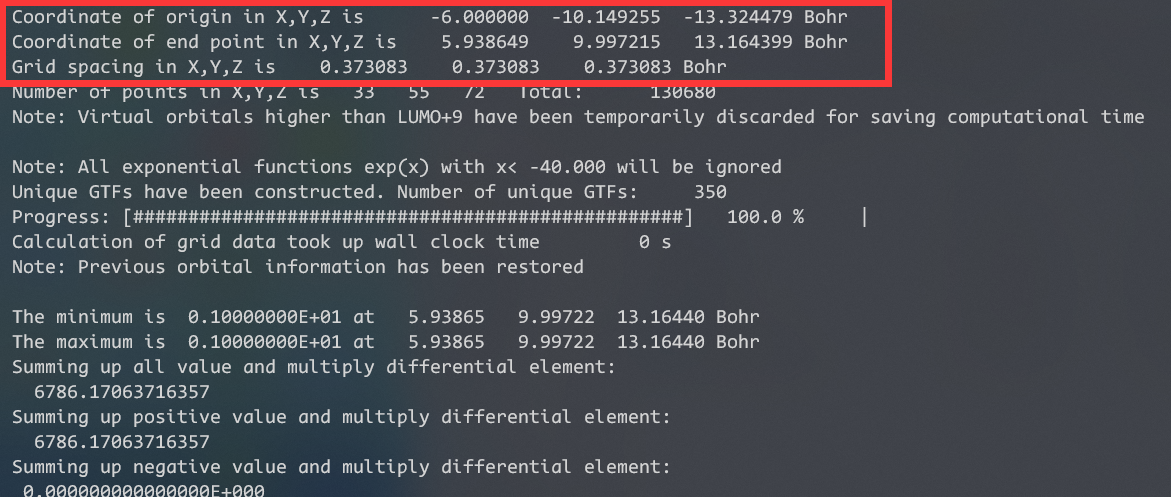 Coordinate of origin in X,Y,Z is      -6.000000  -10.149255  -13.324479 Bohr
Coordinate of end point in X,Y,Z is    5.938649    9.997215   13.164399 Bohr
Grid spacing in X,Y,Z is    0.373083    0.373083    0.373083 Bohr
Number of points in X,Y,Z is   33   55   72   Total:      130680
Note: Virtual orbitals higher than LUMO+9 have been temporarily discarded for saving computational time
Note: All exponential functions exp(x) with x< -40.000 will be ignored
Unique GTFs have been constructed. Number of unique GTFs:     350
Progress: [##################################################]   100.0 %     |
Calculation of grid data took up wall clock time         0 s
Note: Previous orbital information has been restored
The minimum is  0.10000000E+01 at   5.93865   9.99722  13.16440 Bohr
The maximum is  0.10000000E+01 at   5.93865   9.99722  13.16440 Bohr
Summing up all value and multiply differential element:
6786.17063716357
Summing up positive value and multiply differential element:
6786.17063716357
Summing up negative value and multiply differential element:
0.000000000000000E+000